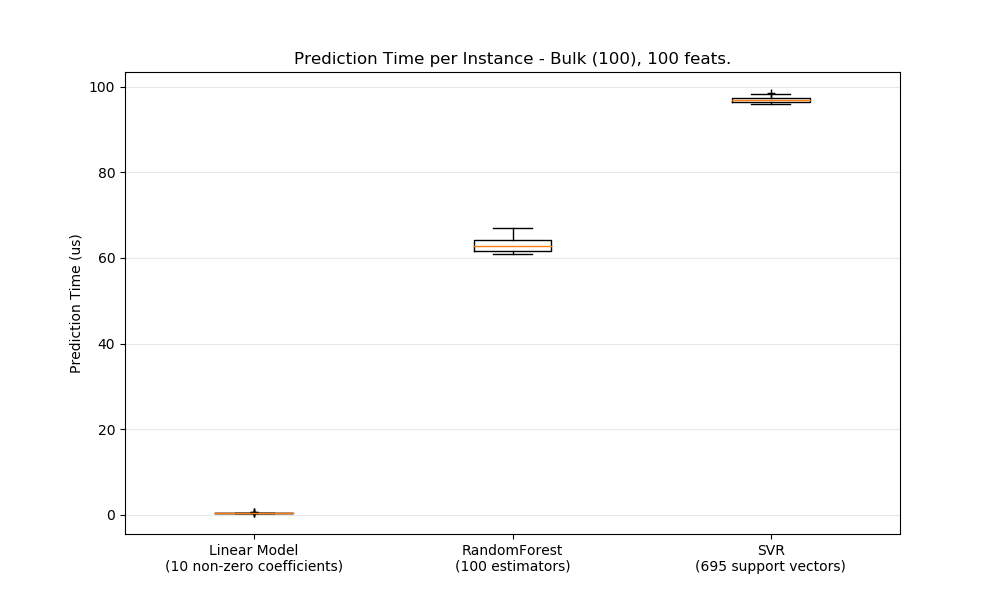 Prediction Time per Instance - Bulk (100), 100 feats.
Prediction Time (us)
100
80
60
40
20
0
Linear Model
(10 non-zero coefficients)
RandomForest
(100 estimators)
SVR
(695 support vectors)